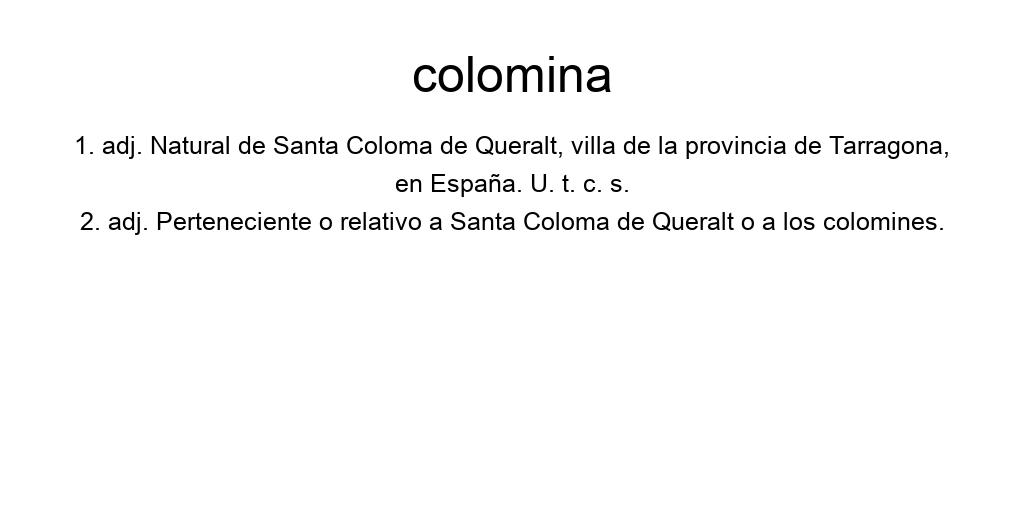 colomina
1. adj. Natural de Santa Coloma de Queralt, villa de la provincia de Tarragona,
en España. U. t. c. s.
2. adj. Perteneciente o relativo a Santa Coloma de Queralt o a los colomines.